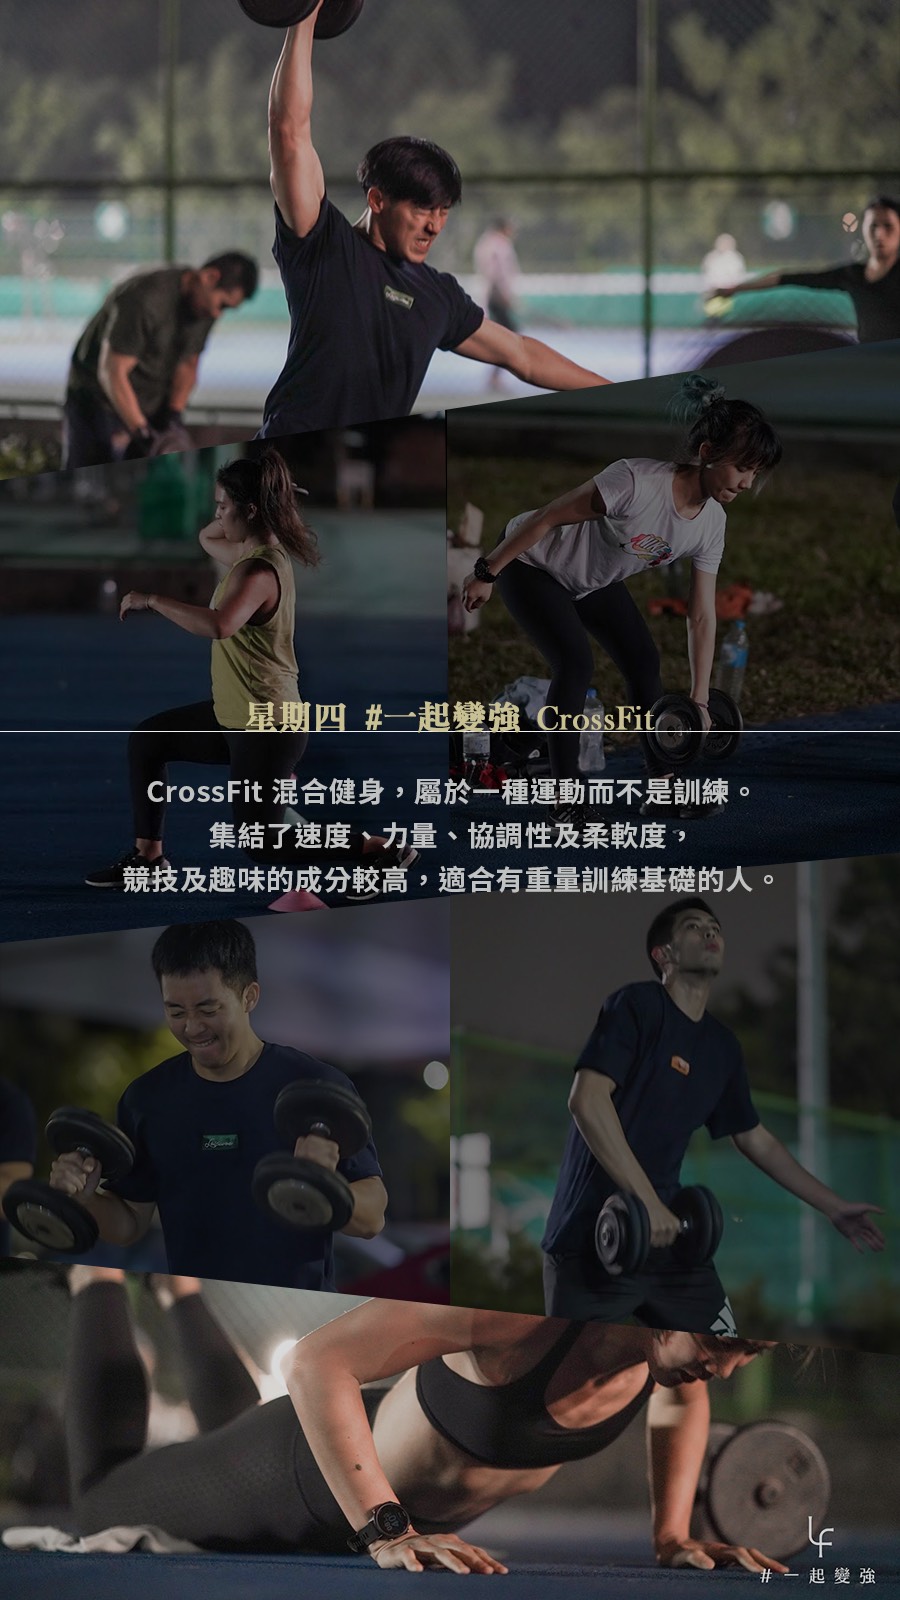 星期四 #一起變強 CrossFit
CrossFit 混合健身，屬於一種運動而不是訓練。
集結了速度、力量、協調性及柔軟度，
競技及趣味的成分較高，適合有重量訓練基礎的人。
LF
#一起變強